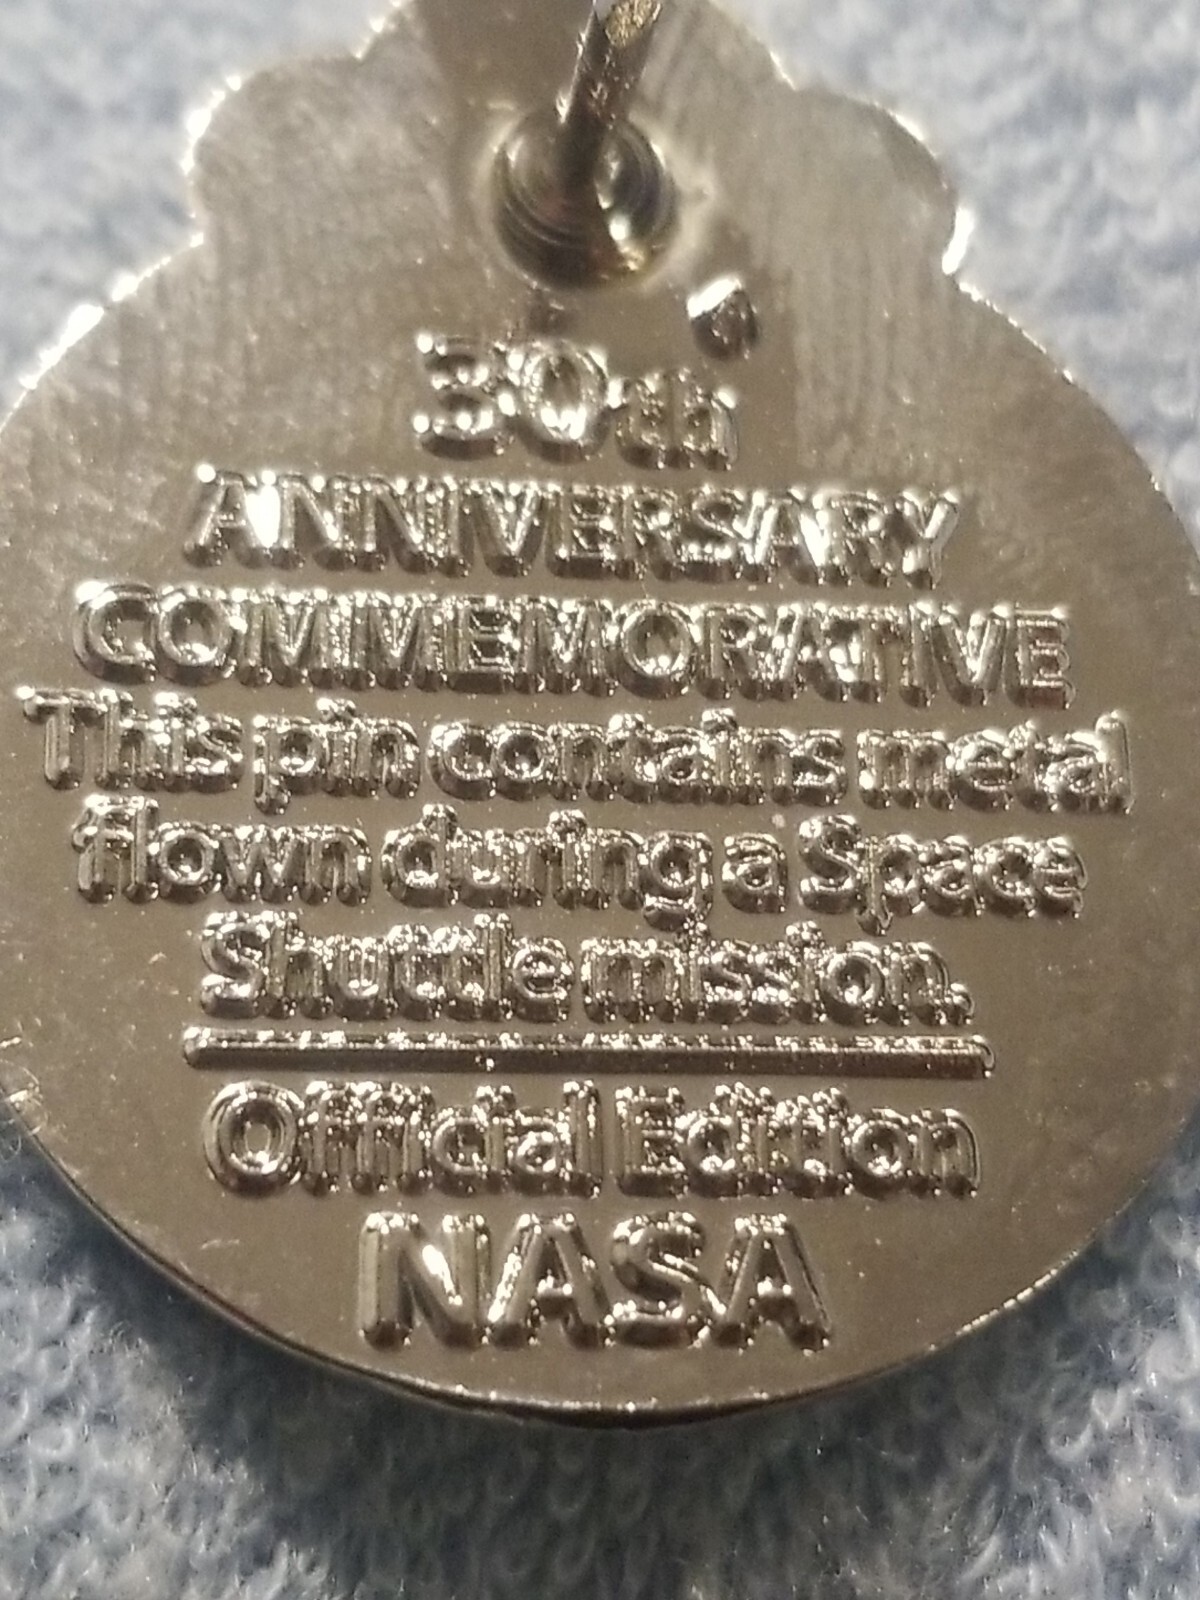 30th
ANNIVERSARY
COMMEMORATIVE
This pin contains metal
flown during a Space
Shuttle mission.
Official Edition
NASA